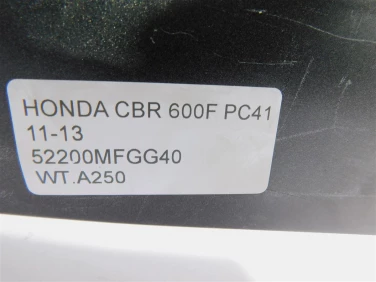 HONDA CBR 600F PC41
11-13
52200MFGG40
WT.A250